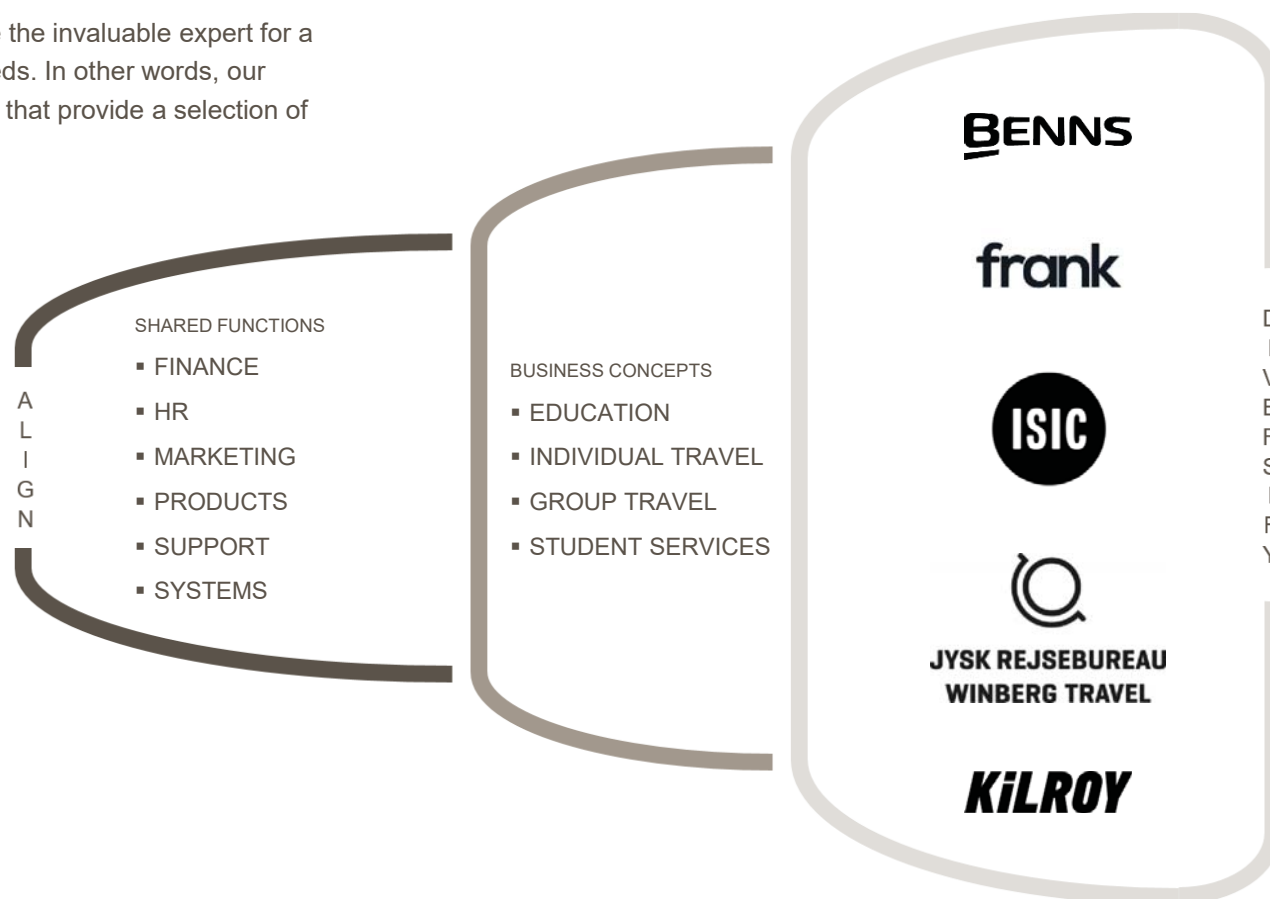 the invaluable expert for a
In other words, our
that provide a selection of
SHARED FUNCTIONS
▪ FINANCE
▪ HR
▪ MARKETING
▪ PRODUCTS
▪ SUPPORT
▪ SYSTEMS
A
L
I
G
N
BUSINESS CONCEPTS
▪ EDUCATION
▪ INDIVIDUAL TRAVEL
▪ GROUP TRAVEL
▪ STUDENT SERVICES
BENNS
frank
ISIC
JYSK REJSEBUREAU
WINBERG TRAVEL
KiLROY